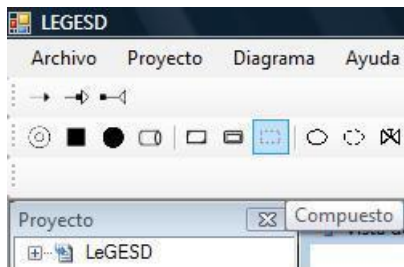 LEGESD
Archivo Proyecto Diagrama Ayuda
Proyecto
Compuesto
LeGESD